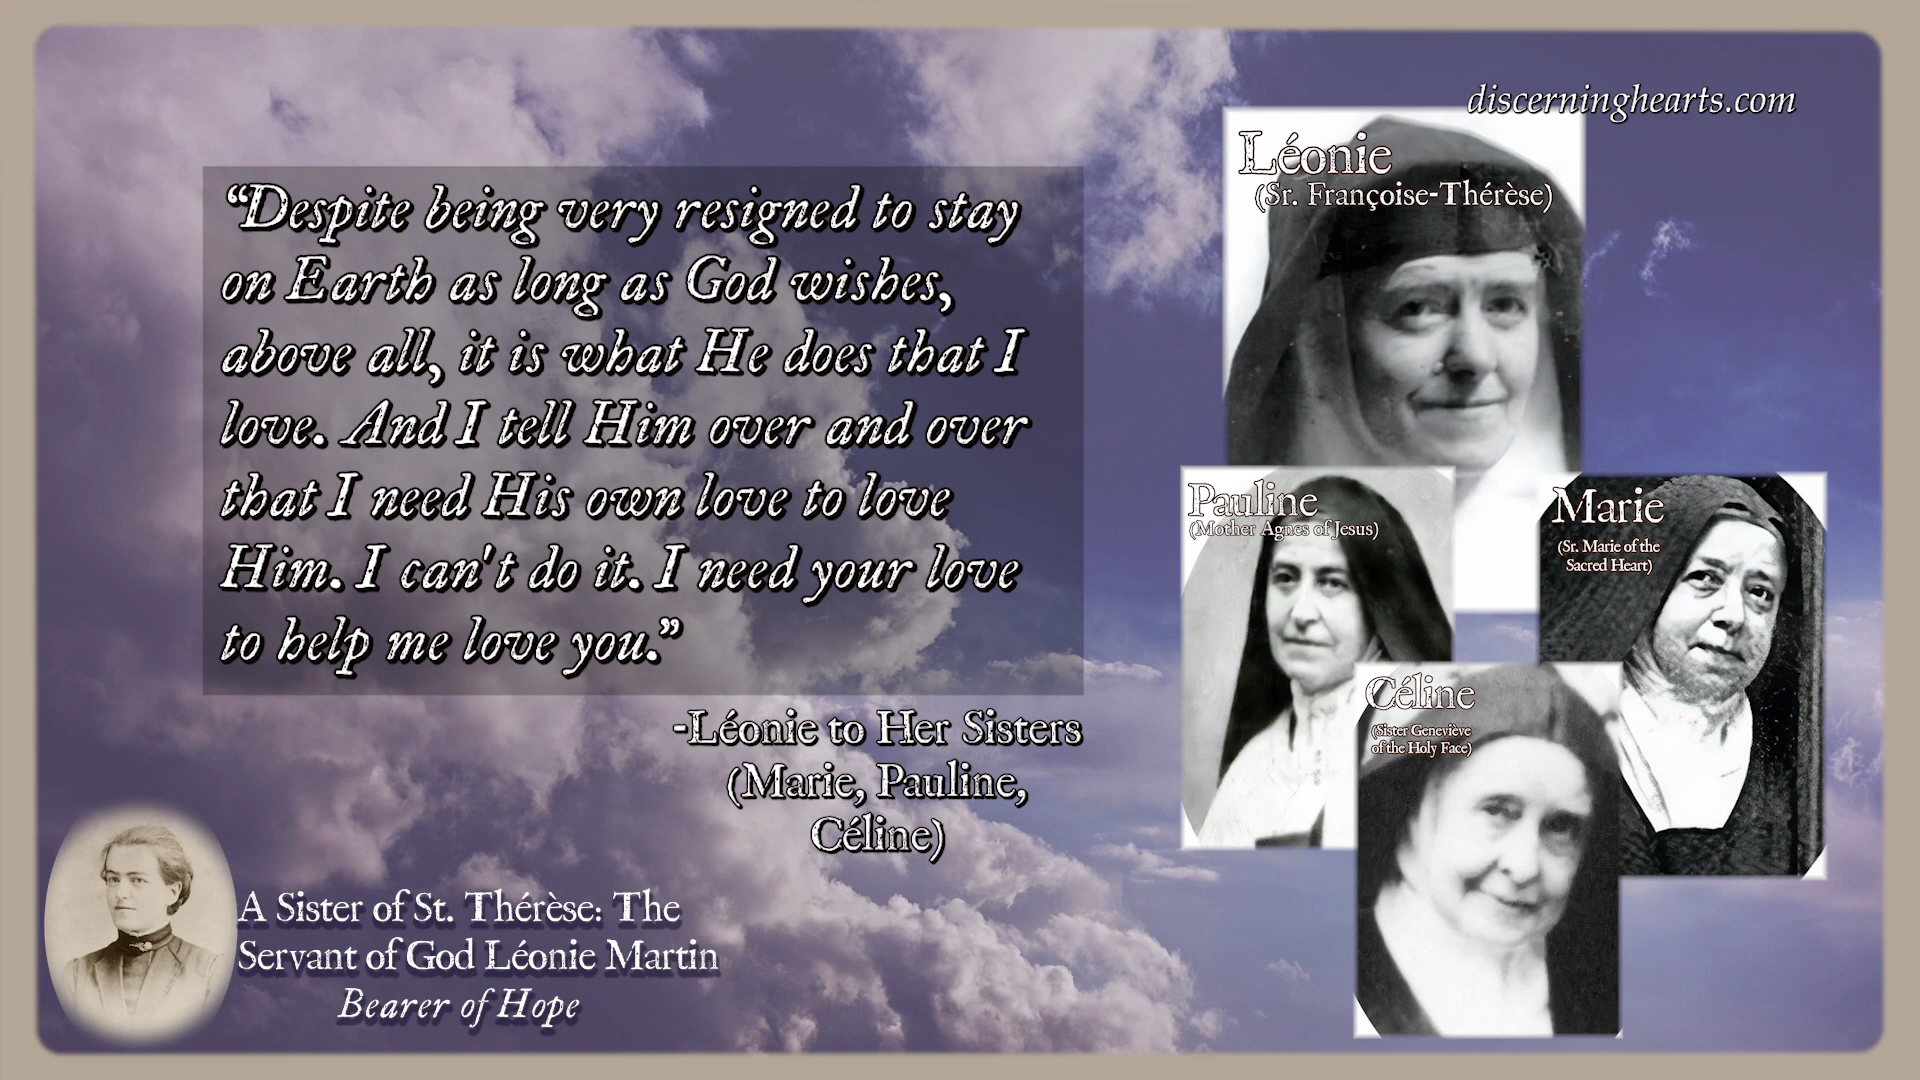 discerninghearts.com
“Despite being very resigned to stay
on Earth as long as God wishes,
above all, it is what He does that I
love. And I tell Him over and over
that I need His own love to love
Him. I can't do it. I need your love
to help me love you.”
-Léonie to Her Sisters
(Marie, Pauline,
Céline)
Léonie
(Sr. Françoise-Thérèse)
Pauline
(Mother Agnes of Jesus)
Marie
(Sr. Marie of the
Sacred Heart)
Céline
(Sister Geneviève
of the Holy Face)
A Sister of St. Thérèse: The
Servant of God Léonie Martin
Bearer of Hope